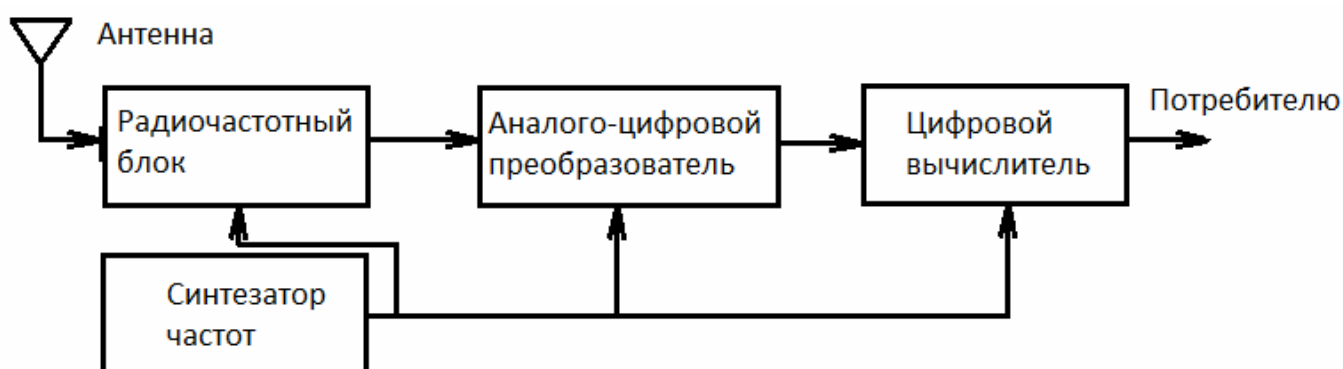 Антенна
Радиочастотный
блок
Аналого-цифровой
преобразователь
Цифровой
вычислитель
Потребителю
Синтезатор
частот